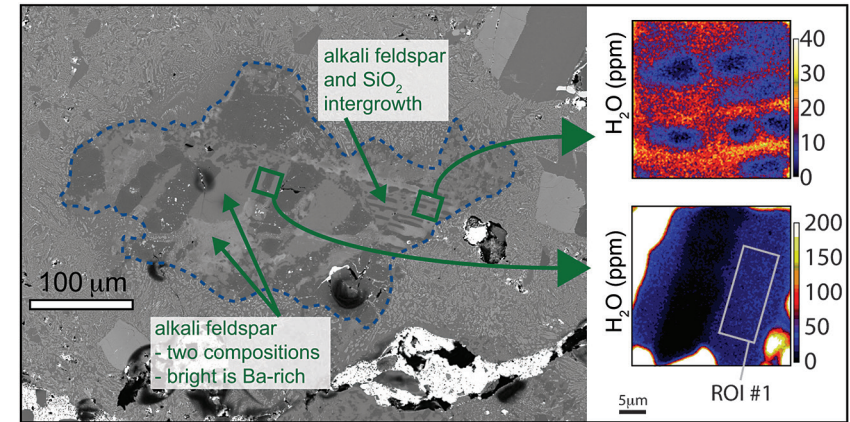 alkali feldspar
and SiO₂
intergrowth
100 μm
alkali feldspar
- two compositions
- bright is Ba-rich
H₂O (ppm)
40
30
20
10
0
H₂O (ppm)
200
150
100
50
0
ROI #1
5μm